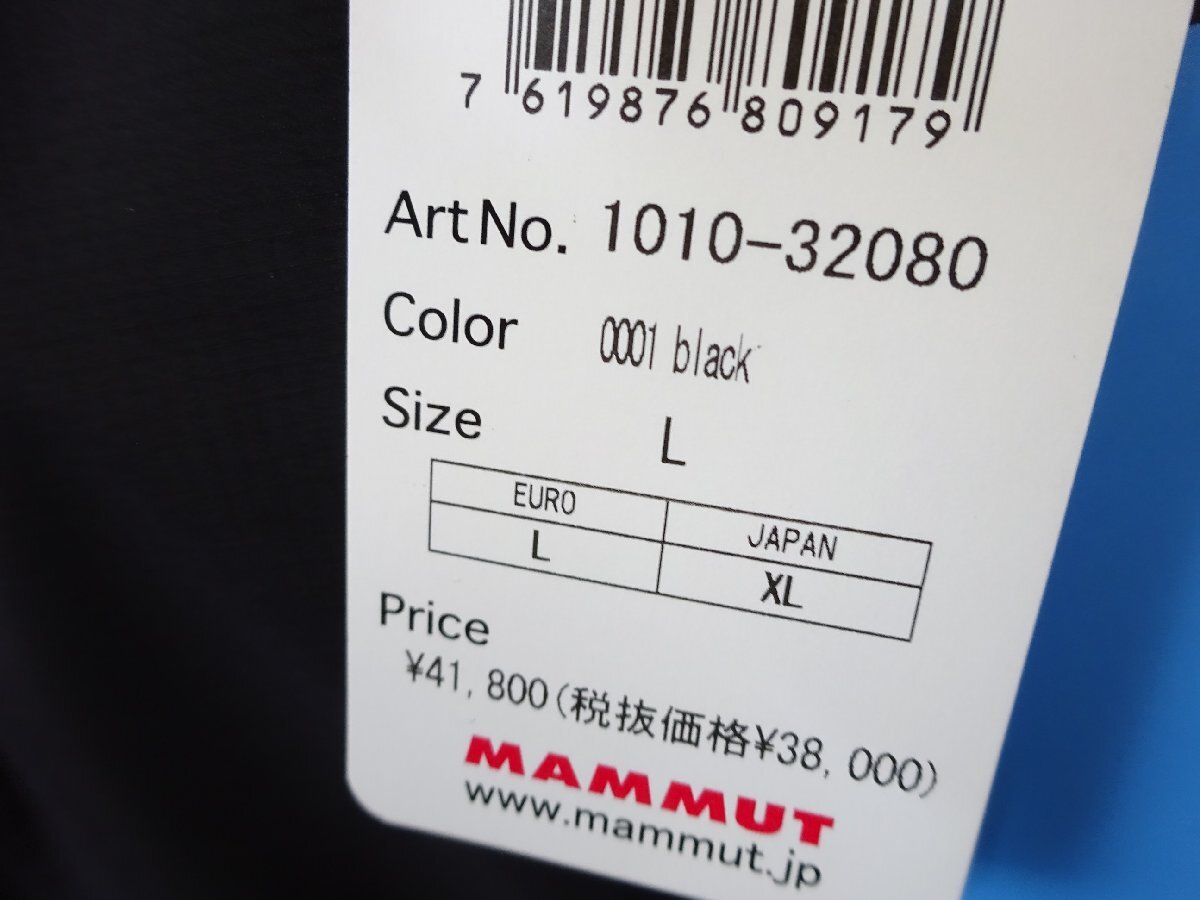 7 619876 809179
Art No. 1010-32080
Color 0001 black
Size L
EURO JAPAN
L XL
Price
¥41,800(税抜価格¥38,000)
MAMMUT
www.mammut.jp